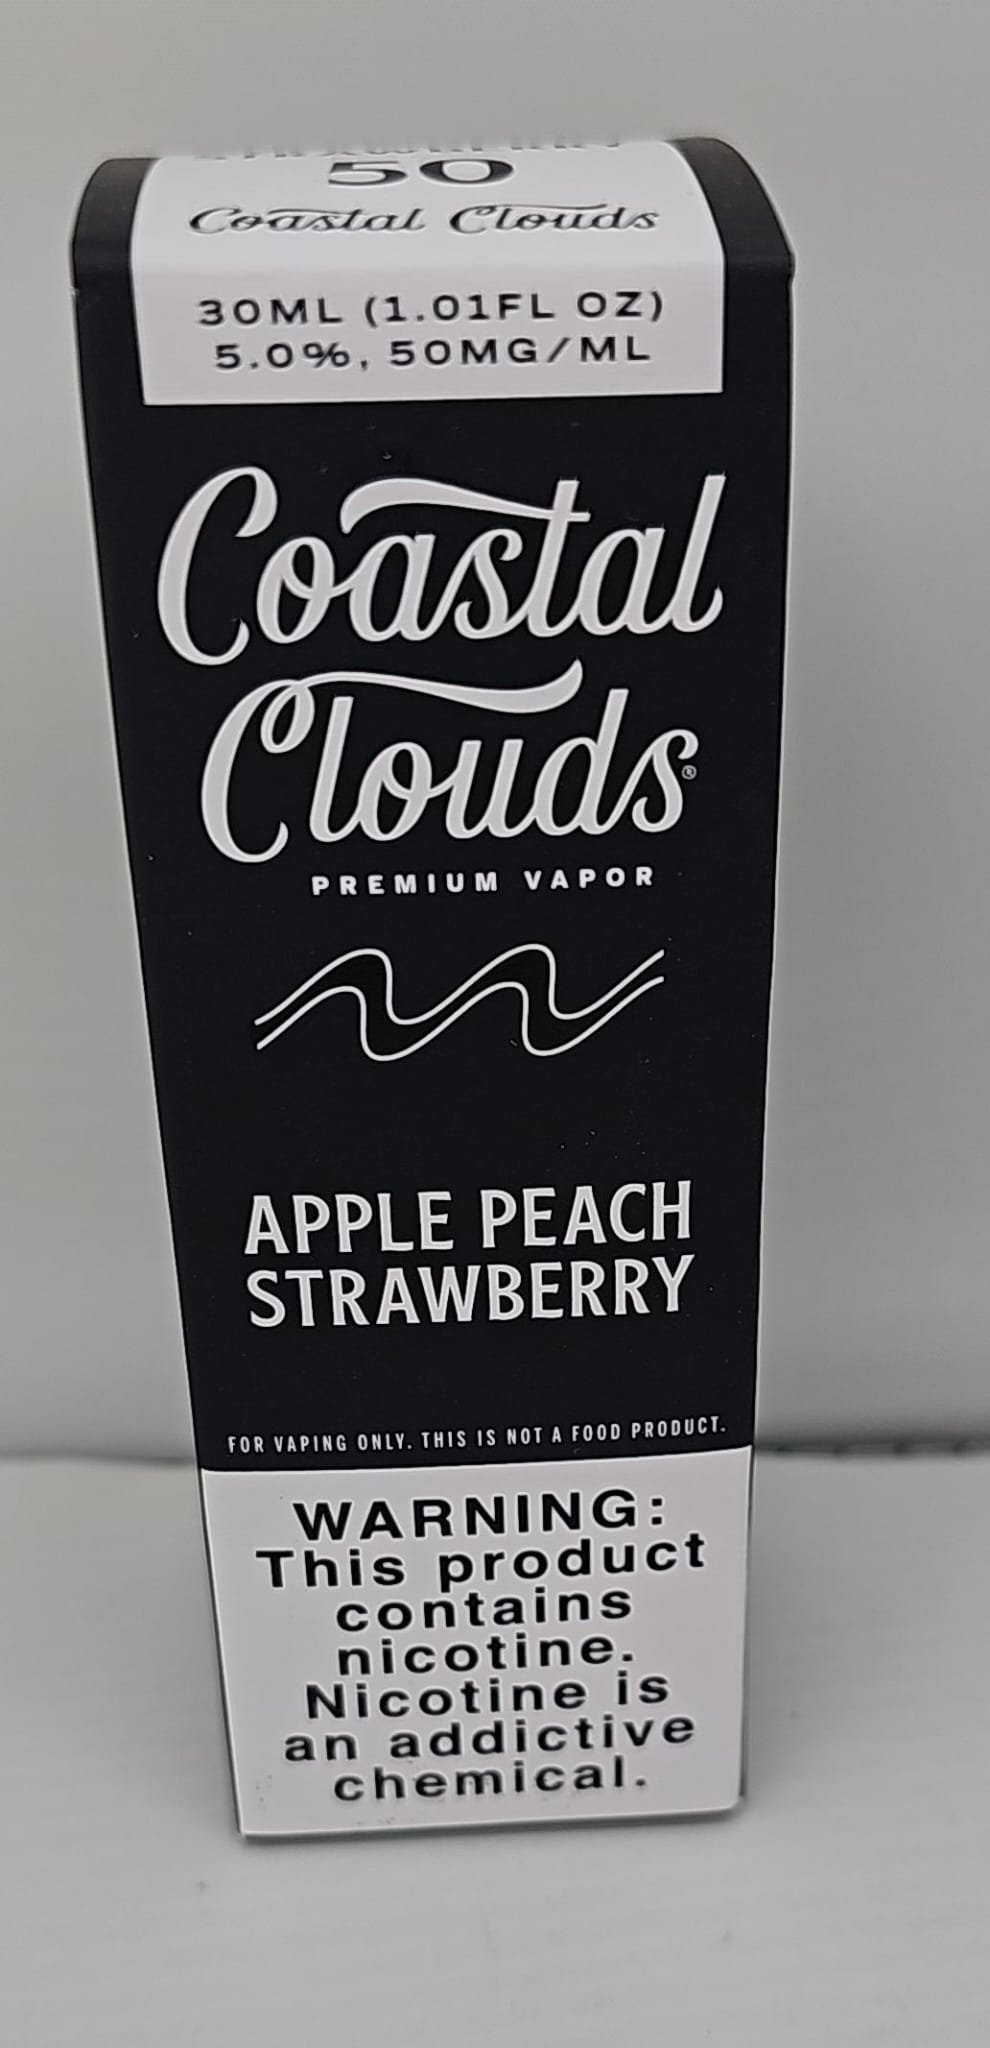 STRAWBERRY
50
Coastal Clouds
30ML (1.01FL OZ)
5.0%, 50MG/ML
Coastal
Clouds®
PREMIUM VAPOR
APPLE PEACH
STRAWBERRY
FOR VAPING ONLY. THIS IS NOT A FOOD PRODUCT.
WARNING:
This product
contains
nicotine.
Nicotine is
an addictive
chemical.